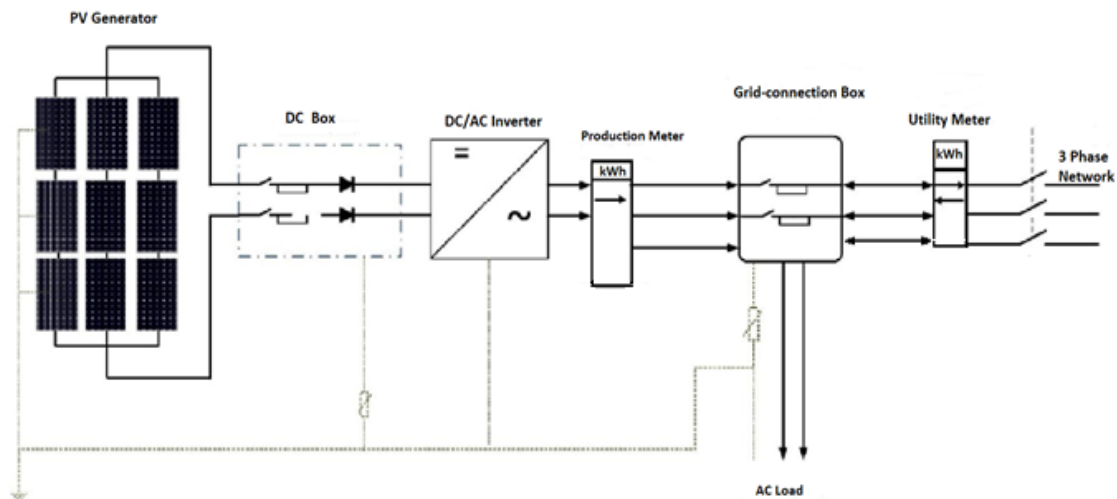 PV Generator
DC Box
DC/AC Inverter
Production Meter
kWh
Grid-connection Box
Utility Meter
kWh
3 Phase
Network
AC Load